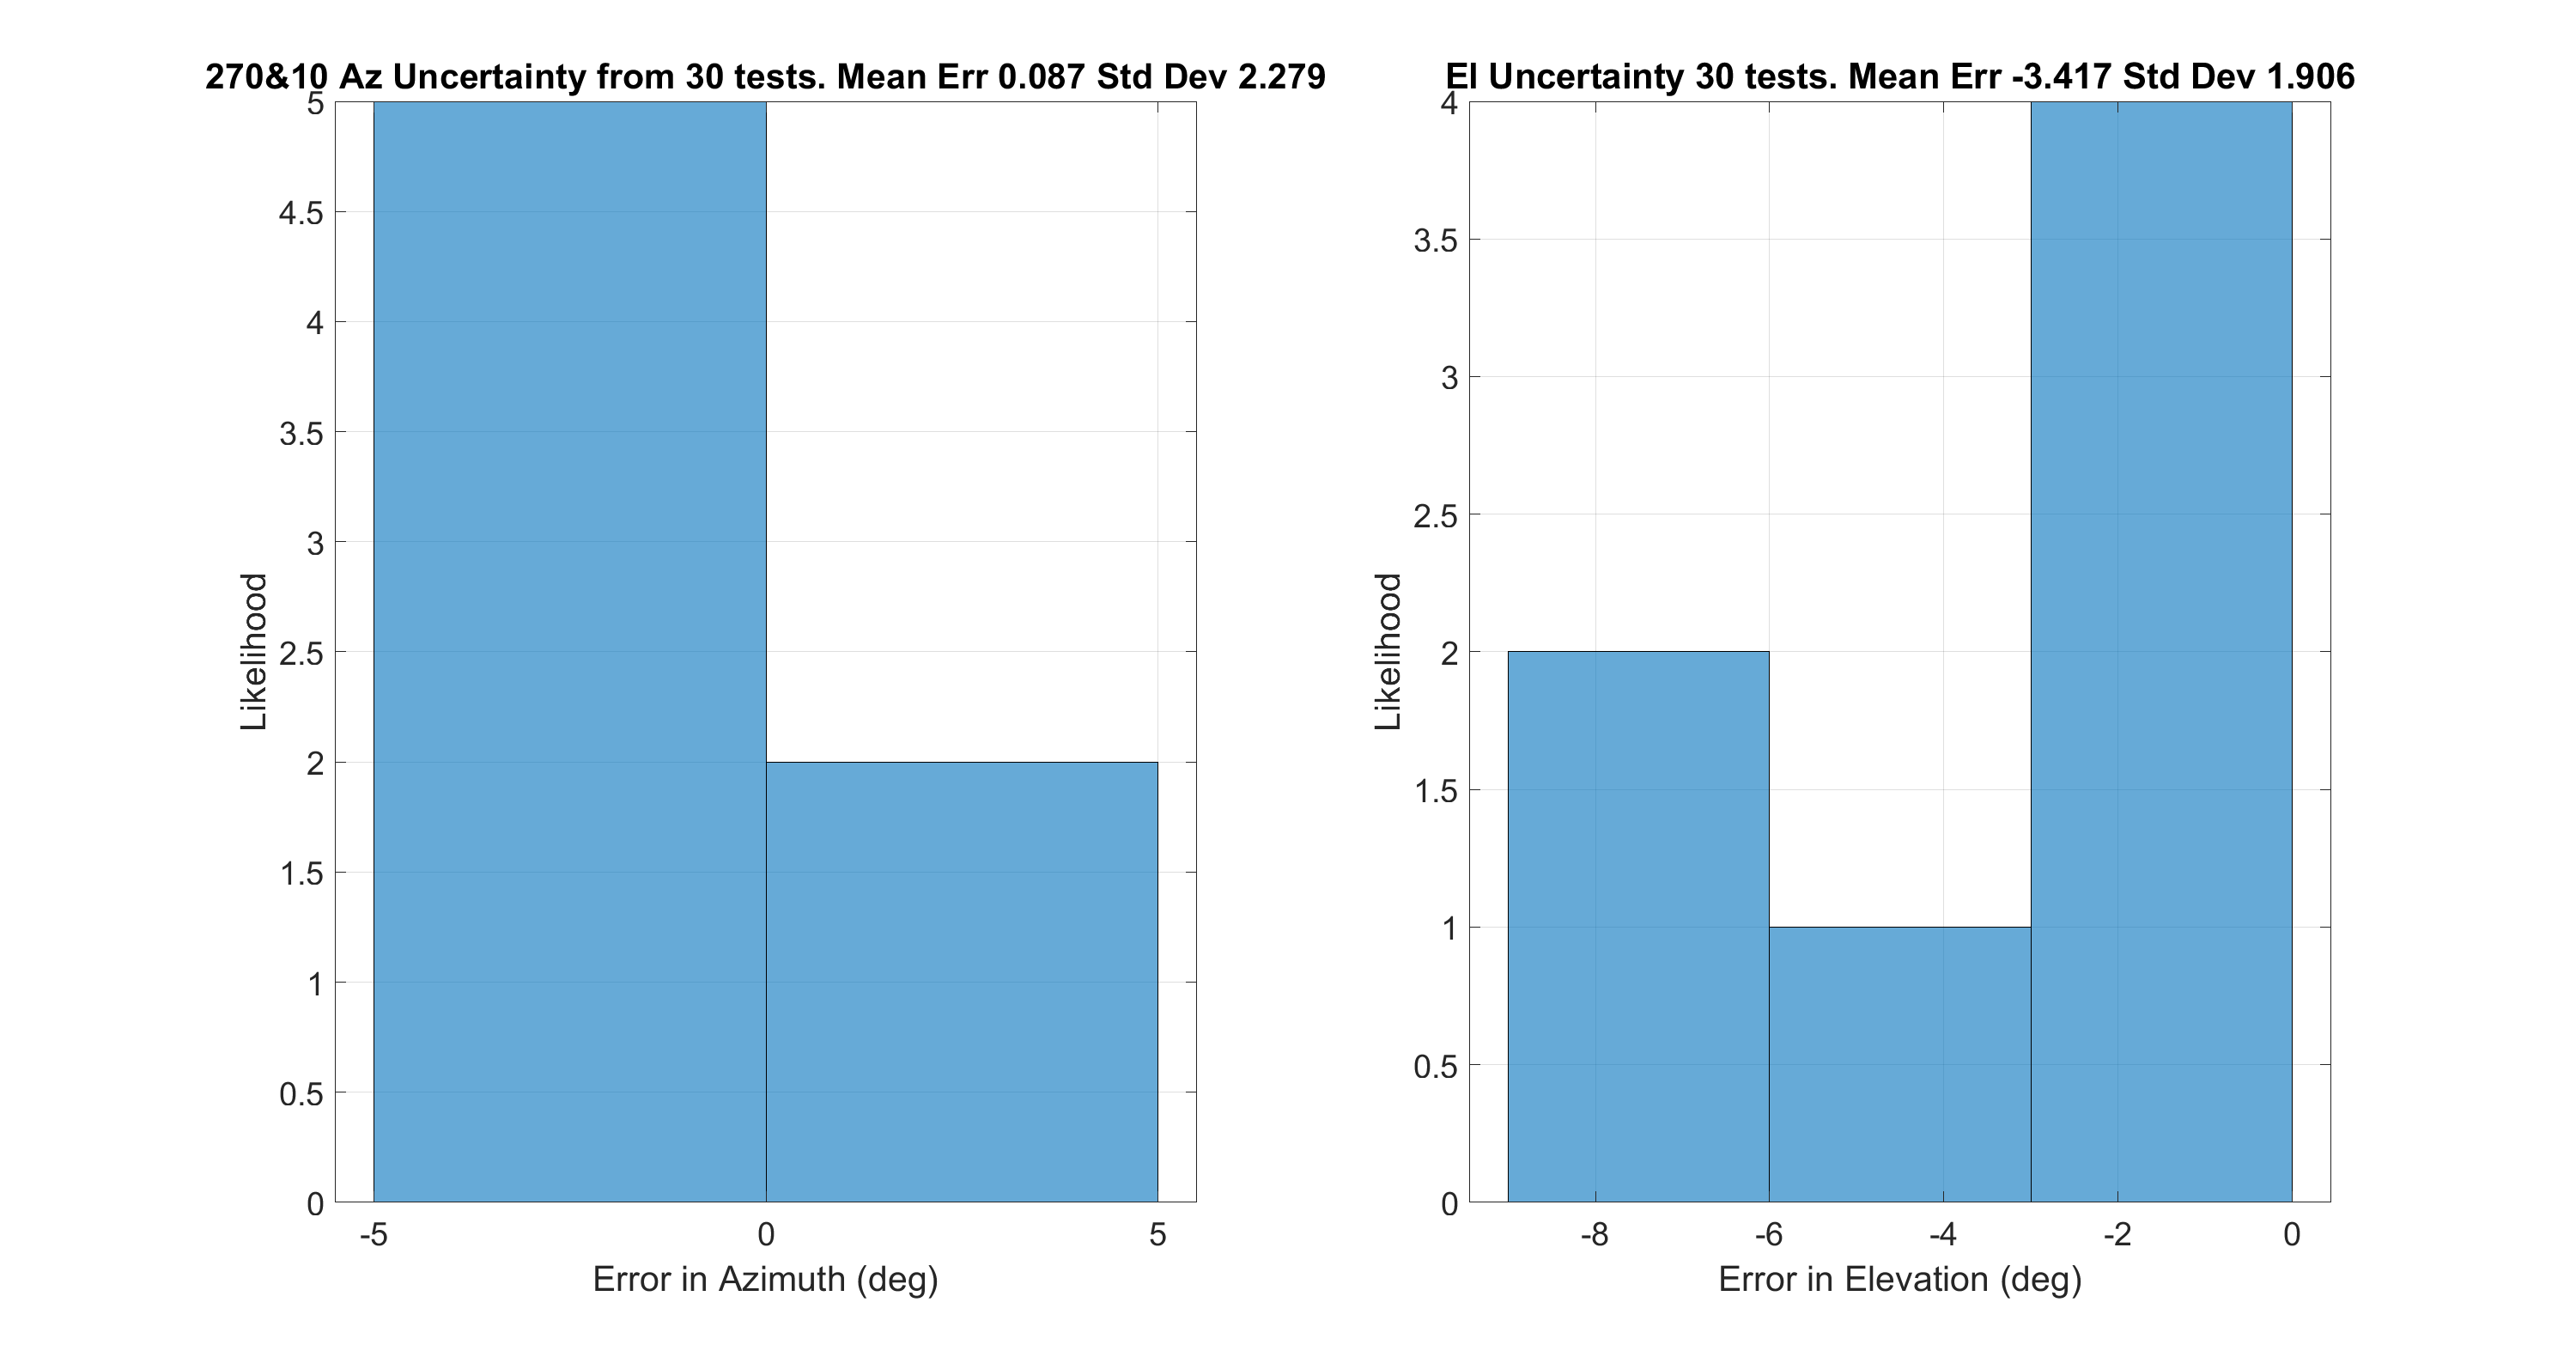 270&10 Az Uncertainty from 30 tests. Mean Err 0.087 Std Dev 2.279
5
4.5
4
3.5
3
2.5
2
1.5
1
0.5
0
Likelihood
-5 0 5
Error in Azimuth (deg)
El Uncertainty 30 tests. Mean Err -3.417 Std Dev 1.906
4
3.5
3
2.5
2
1.5
1
0.5
0
Likelihood
-8 -6 -4 -2 0
Error in Elevation (deg)